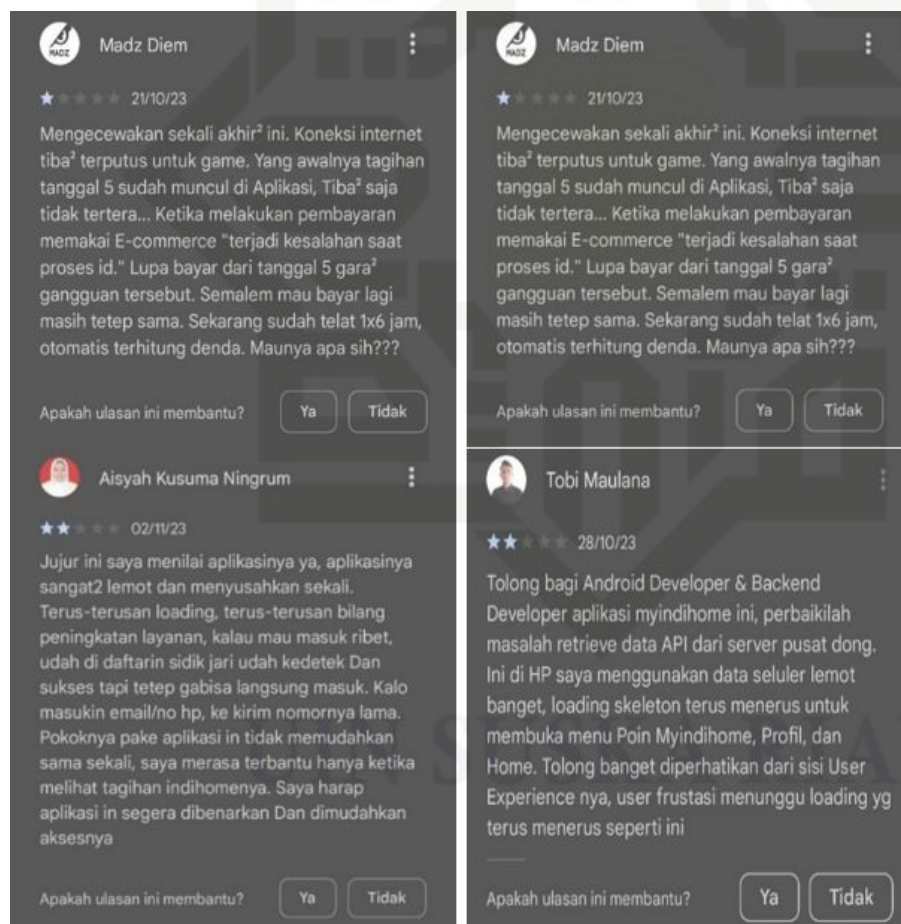 Madz Diem
21/10/23
Mengecewakan sekali akhir² ini. Koneksi internet
tiba² terputus untuk game. Yang awalnya tagihan
tanggal 5 sudah muncul di Aplikasi, Tiba² saja
tidak tertera... Ketika melakukan pembayaran
memakai E-commerce "terjadi kesalahan saat
proses id." Lupa bayar dari tanggal 5 gara²
gangguan tersebut. Semalem mau bayar lagi
masih tetep sama. Sekarang sudah telat 1x6 jam,
otomatis terhitung denda. Maunya apa sih???
Apakah ulasan ini membantu? Ya Tidak
Aisyah Kusuma Ningrum
02/11/23
Jujur ini saya menilai aplikasinya ya, aplikasinya
sangat2 lemot dan menyusahkan sekali.
Terus-terusan loading, terus-terusan bilang
peningkatan layanan, kalau mau masuk ribet,
udah di daftarin sidik jari udah kedetek Dan
sukses tapi tetep gabisa langsung masuk. Kalo
masukin email/no hp, ke kirim nomornya lama.
Pokoknya pake aplikasi in tidak memudahkan
sama sekali, saya merasa terbantu hanya ketika
melihat tagihan indihomenya. Saya harap
aplikasi in segera dibenarkan Dan dimudahkan
aksesnya
Apakah ulasan ini membantu? Ya Tidak
Madz Diem
21/10/23
Mengecewakan sekali akhir² ini. Koneksi internet
tiba² terputus untuk game. Yang awalnya tagihan
tanggal 5 sudah muncul di Aplikasi, Tiba² saja
tidak tertera... Ketika melakukan pembayaran
memakai E-commerce "terjadi kesalahan saat
proses id." Lupa bayar dari tanggal 5 gara²
gangguan tersebut. Semalem mau bayar lagi
masih tetep sama. Sekarang sudah telat 1x6 jam,
otomatis terhitung denda. Maunya apa sih???
Apakah ulasan ini membantu? Ya Tidak
Tobi Maulana
28/10/23
Tolong bagi Android Developer & Backend
Developer aplikasi myindihome ini, perbaikilah
masalah retrieve data API dari server pusat dong.
Ini di HP saya menggunakan data seluler lemot
banget, loading skeleton terus menerus untuk
membuka menu Poin Myindihome, Profil, dan
Home. Tolong banget diperhatikan dari sisi User
Experience nya, user frustasi menunggu loading yg
terus menerus seperti ini
Apakah ulasan ini membantu? Ya Tidak